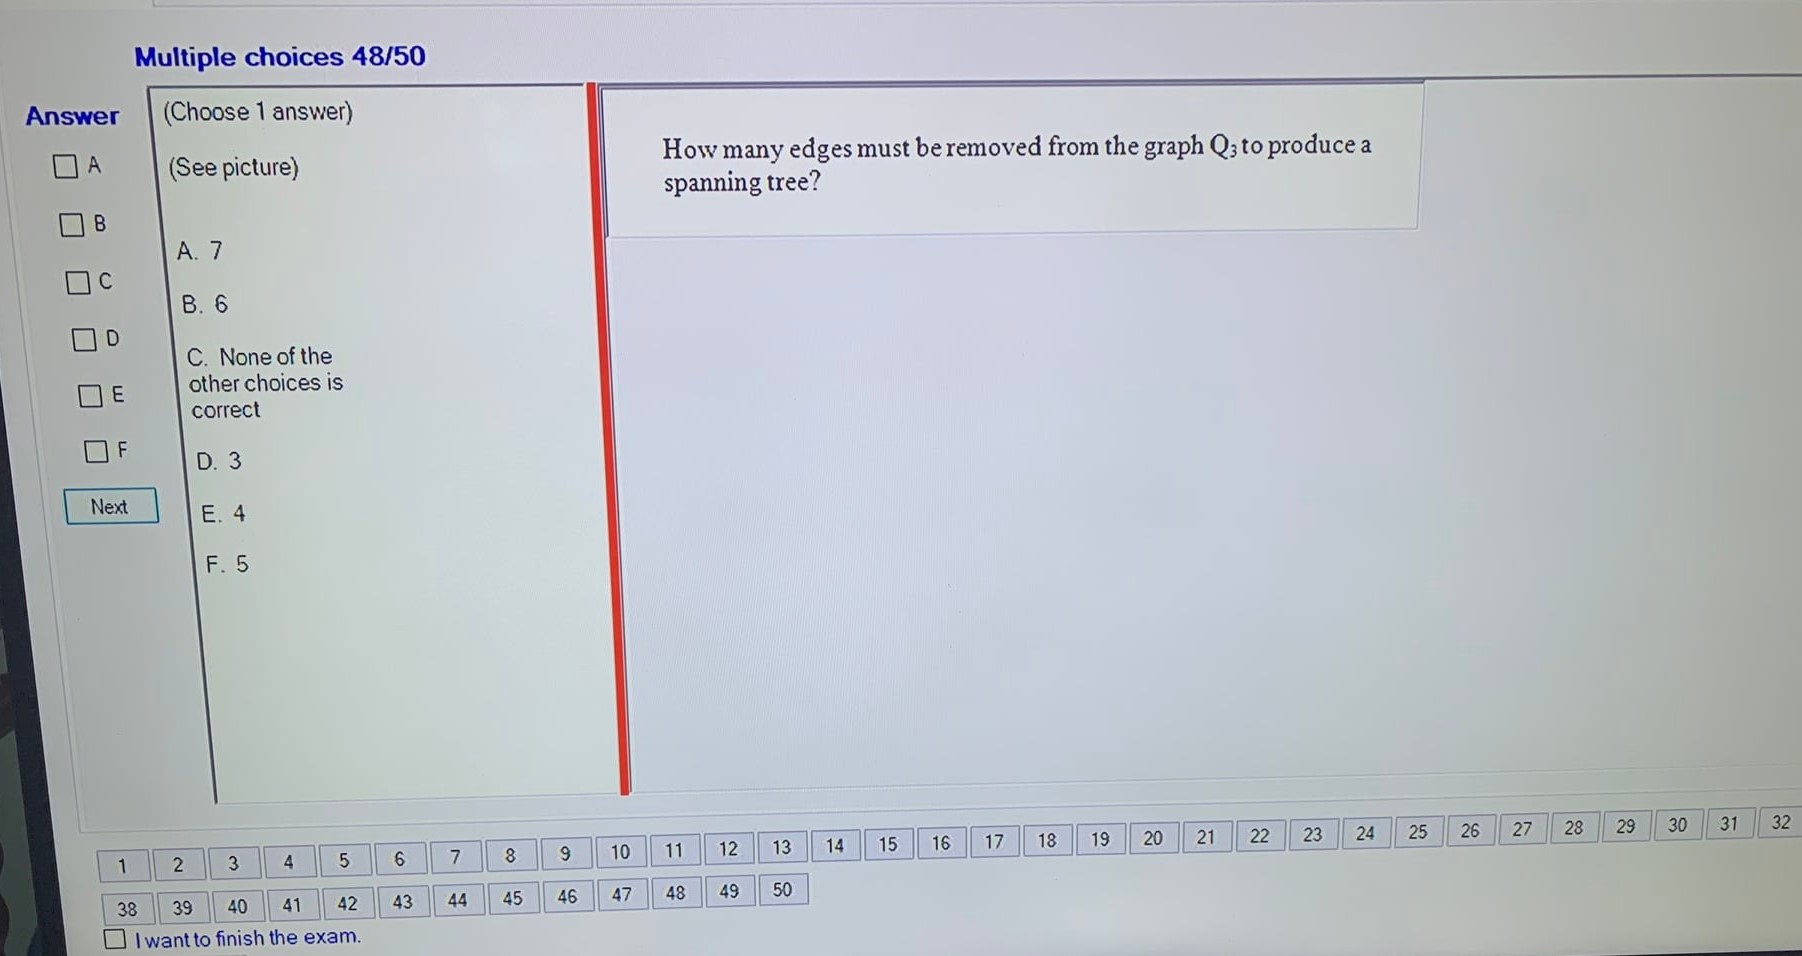 Multiple choices 48/50
Answer
A
B
C
D
E
F
Next
(Choose 1 answer)
(See picture)
A. 7
B. 6
C. None of the
other choices is
correct
D. 3
E. 4
F. 5
How many edges must be removed from the graph Q₃ to produce a
spanning tree?
1 2 3 4 5 6 7 8 9 10 11 12 13 14 15 16 17 18 19 20 21 22 23 24 25 26 27 28 29 30 31 32
38 39 40 41 42 43 44 45 46 47 48 49 50
I want to finish the exam.